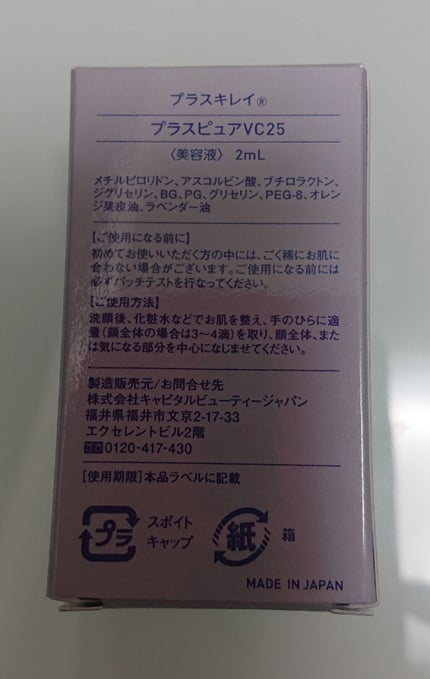 プラスキレイ®
プラスピュアVC25
〈美容液〉 2mL
メチルピロリドン、アスコルビン酸、ブチロラクトン、
ジグリセリン、BG、PG、グリセリン、PEG-8、オレン
ジ果皮油、ラベンダー油
【ご使用になる前に】
初めてお使いいただく方の中には、ごく稀にお肌に
合わない場合がございます。ご使用になる前には
必ずパッチテストを行なってください。
【ご使用方法】
洗顔後、化粧水などでお肌を整え、手のひらに適
量(顔全体の場合は3〜4滴)を取り、顔全体、また
は気になる部分を中心になじませてください。
製造販売元/お問合せ先
株式会社キャピタルビューティージャパン
福井県福井市文京2-17-33
エクセレントビル2階
0120-417-430
[使用期限]本品ラベルに記載
プラ
スポイト
キャップ
紙
箱
MADE IN JAPAN